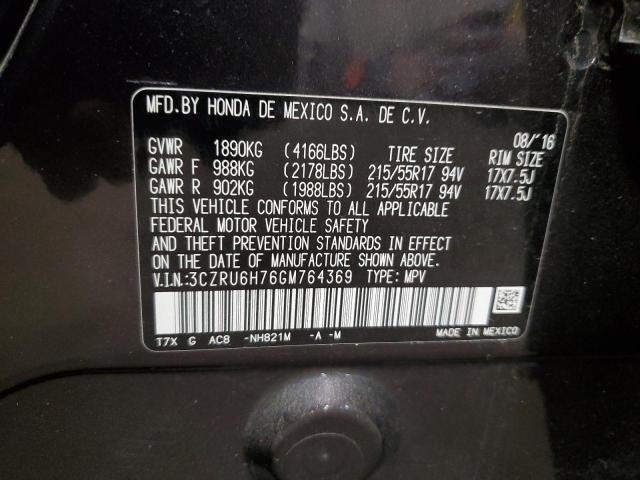 MFD.BY HONDA DE MEXICO S.A. DE C.V.
08/'16
GVWR 1890KG (4166LBS) TIRE SIZE RIM SIZE
GAWR F 988KG (2178LBS) 215/55R17 94V 17X7.5J
GAWR R 902KG (1988LBS) 215/55R17 94V 17X7.5J
THIS VEHICLE CONFORMS TO ALL APPLICABLE
FEDERAL MOTOR VEHICLE SAFETY
AND THEFT PREVENTION STANDARDS IN EFFECT
ON THE DATE OF MANUFACTURE SHOWN ABOVE.
V.I.N.:3CZRU6H76GM764369 TYPE: MPV
T7X G AC8 -NH821M -A -M MADE IN MEXICO